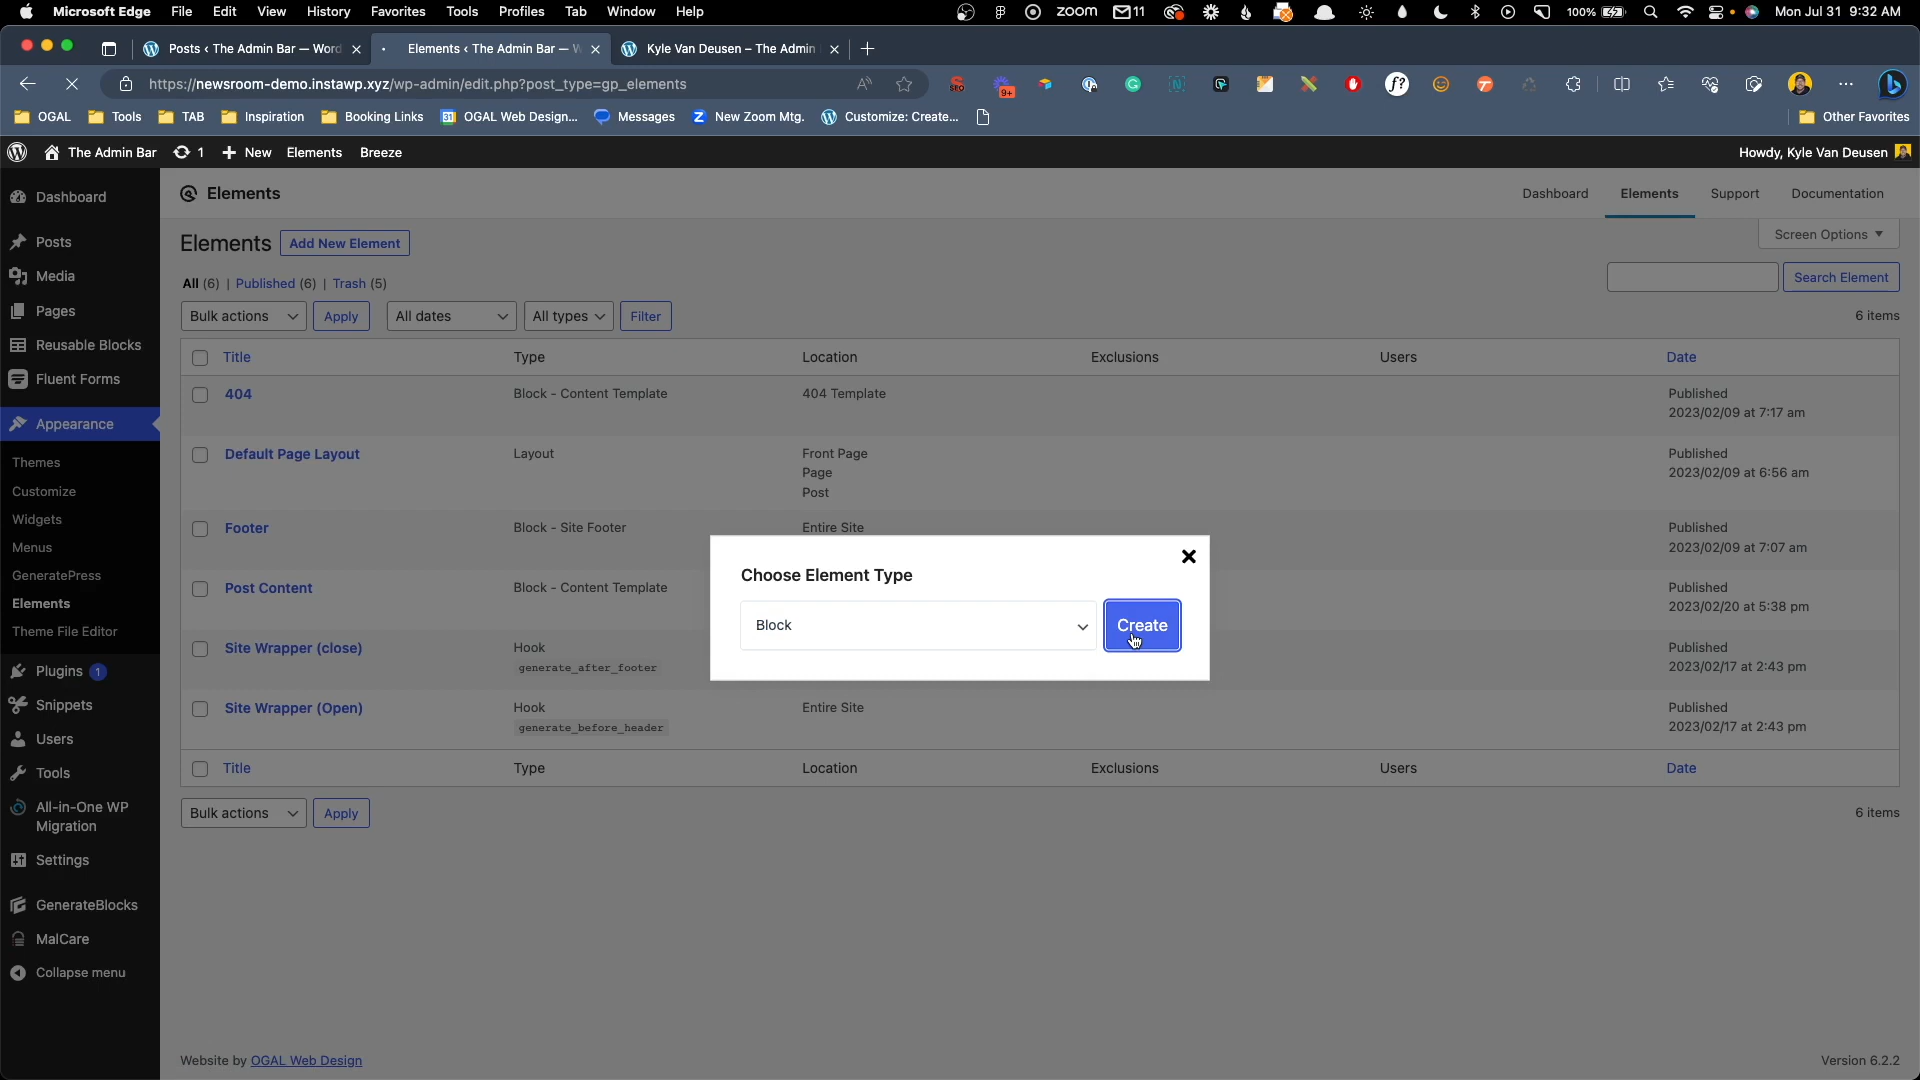 Microsoft Edge File Edit View History Favorites Tools Profiles Tab Window Help zoom 11 100% Mon Jul 31 9:32 AM
Posts ‹ The Admin Bar — Word
Elements ‹ The Admin Bar — W
Kyle Van Deusen – The Admin
https://newsroom-demo.instawp.xyz/wp-admin/edit.php?post_type=gp_elements
SEO 9+ f?
OGAL Tools TAB Inspiration Booking Links 31 OGAL Web Design... Messages New Zoom Mtg. Customize: Create... Other Favorites
The Admin Bar 1 New Elements Breeze Howdy, Kyle Van Deusen
Elements Dashboard Elements Support Documentation
Screen Options
Elements Add New Element
All (6) | Published (6) | Trash (5)
Search Element
Bulk actions Apply All dates All types Filter 6 items
Title Type Location Exclusions Users Date
404 Block - Content Template 404 Template Published
2023/02/09 at 7:17 am
Default Page Layout Layout Front Page Published
Page 2023/02/09 at 6:56 am
Post
Footer Block - Site Footer Entire Site Published
2023/02/09 at 7:07 am
Post Content Block - Content Template Published
2023/02/20 at 5:38 pm
Site Wrapper (close) Hook Published
generate_after_footer 2023/02/17 at 2:43 pm
Site Wrapper (Open) Hook Entire Site Published
generate_before_header 2023/02/17 at 2:43 pm
Title Type Location Exclusions Users Date
Bulk actions Apply 6 items
Choose Element Type
Block Create
Dashboard
Posts
Media
Pages
Reusable Blocks
Fluent Forms
Appearance
Themes
Customize
Widgets
Menus
GeneratePress
Elements
Theme File Editor
Plugins 1
Snippets
Users
Tools
All-in-One WP
Migration
Settings
GenerateBlocks
MalCare
Collapse menu
Website by OGAL Web Design Version 6.2.2